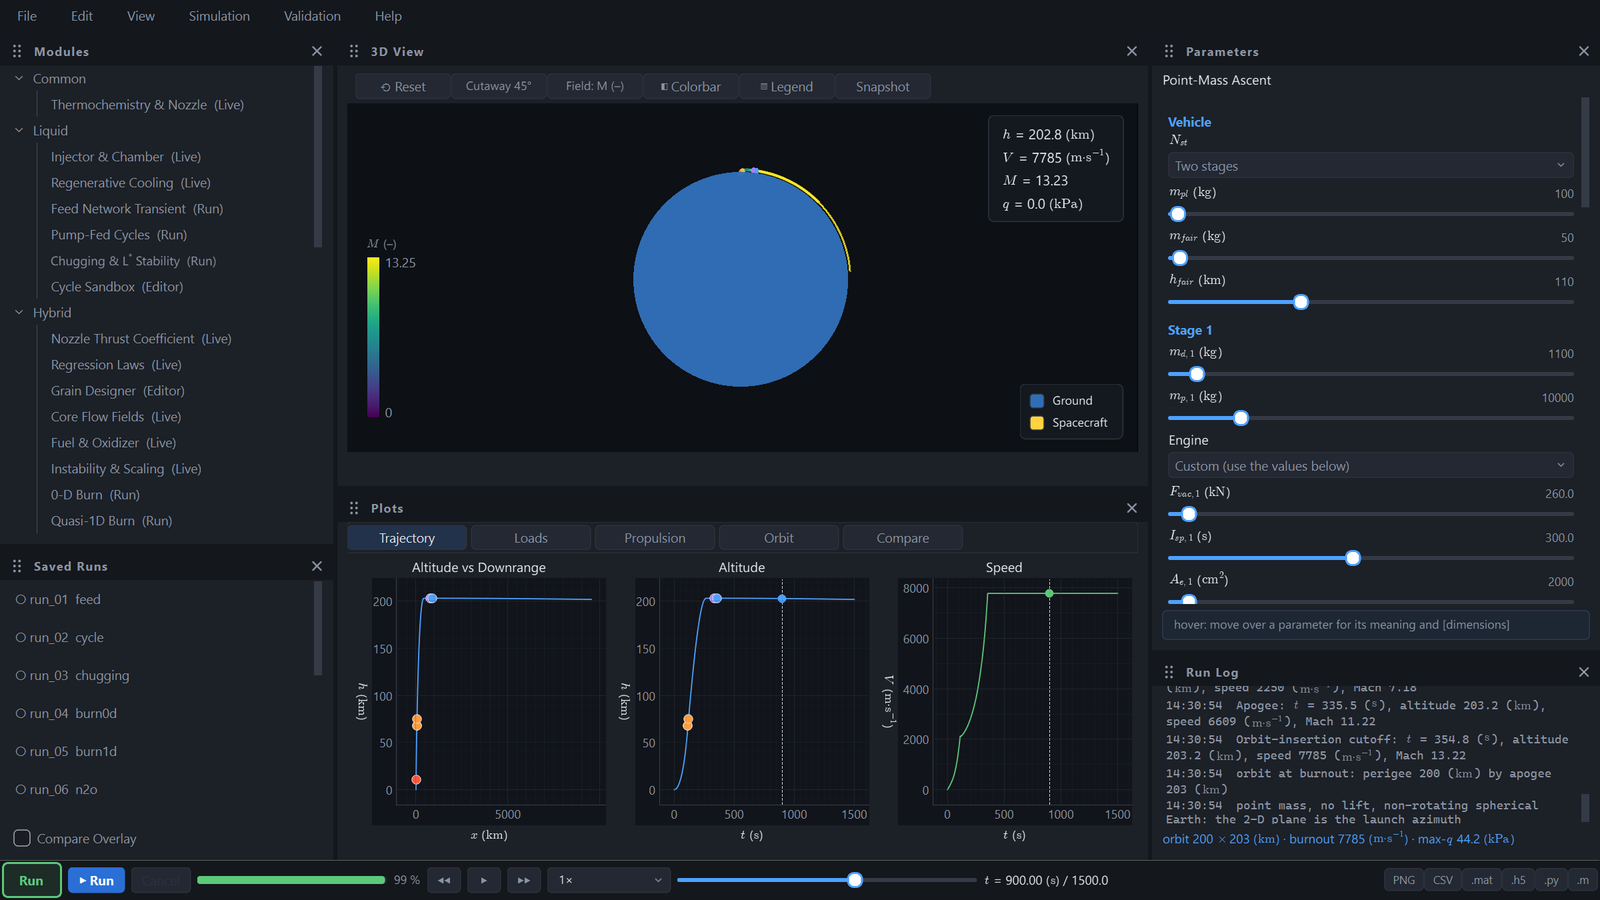 File Edit View Simulation Validation Help
Modules
Common
Thermochemistry & Nozzle (Live)
Liquid
Injector & Chamber (Live)
Regenerative Cooling (Live)
Feed Network Transient (Run)
Pump-Fed Cycles (Run)
Chugging & L* Stability (Run)
Cycle Sandbox (Editor)
Hybrid
Nozzle Thrust Coefficient (Live)
Regression Laws (Live)
Grain Designer (Editor)
Core Flow Fields (Live)
Fuel & Oxidizer (Live)
Instability & Scaling (Live)
0-D Burn (Run)
Quasi-1D Burn (Run)
Saved Runs
run_01 feed
run_02 cycle
run_03 chugging
run_04 burn0d
run_05 burn1d
run_06 n2o
Compare Overlay
3D View
Reset Cutaway 45° Field: M (–) Colorbar Legend Snapshot
h = 202.8 (km)
V = 7785 (m·s⁻¹)
M = 13.23
q = 0.0 (kPa)
M (–)
13.25
0
Ground
Spacecraft
Plots
Trajectory Loads Propulsion Orbit Compare
Altitude vs Downrange
h (km)
200
150
100
50
0
0 5000
x (km)
Altitude
h (km)
200
150
100
50
0
0 500 1000 1500
t (s)
Speed
V (m·s⁻¹)
8000
6000
4000
2000
0
0 500 1000 1500
t (s)
Parameters
Point-Mass Ascent
Vehicle
Nst
Two stages
mpl (kg) 100
mfair (kg) 50
hfair (km) 110
Stage 1
md,1 (kg) 1100
mp,1 (kg) 10000
Engine
Custom (use the values below)
Fvac,1 (kN) 260.0
Isp,1 (s) 300.0
Ae,1 (cm²) 2000
hover: move over a parameter for its meaning and [dimensions]
Run Log
(km), speed 2250 (m·s⁻¹), Mach 7.18
14:30:54 Apogee: t = 335.5 (s), altitude 203.2 (km),
speed 6609 (m·s⁻¹), Mach 11.22
14:30:54 Orbit-insertion cutoff: t = 354.8 (s), altitude
203.2 (km), speed 7785 (m·s⁻¹), Mach 13.22
14:30:54 orbit at burnout: perigee 200 (km) by apogee
203 (km)
14:30:54 point mass, no lift, non-rotating spherical
Earth: the 2-D plane is the launch azimuth
orbit 200 × 203 (km) · burnout 7785 (m·s⁻¹) · max-q 44.2 (kPa)
Run Run Cancel 99 % 1× t = 900.00 (s) / 1500.0 PNG CSV .mat .h5 .py .m